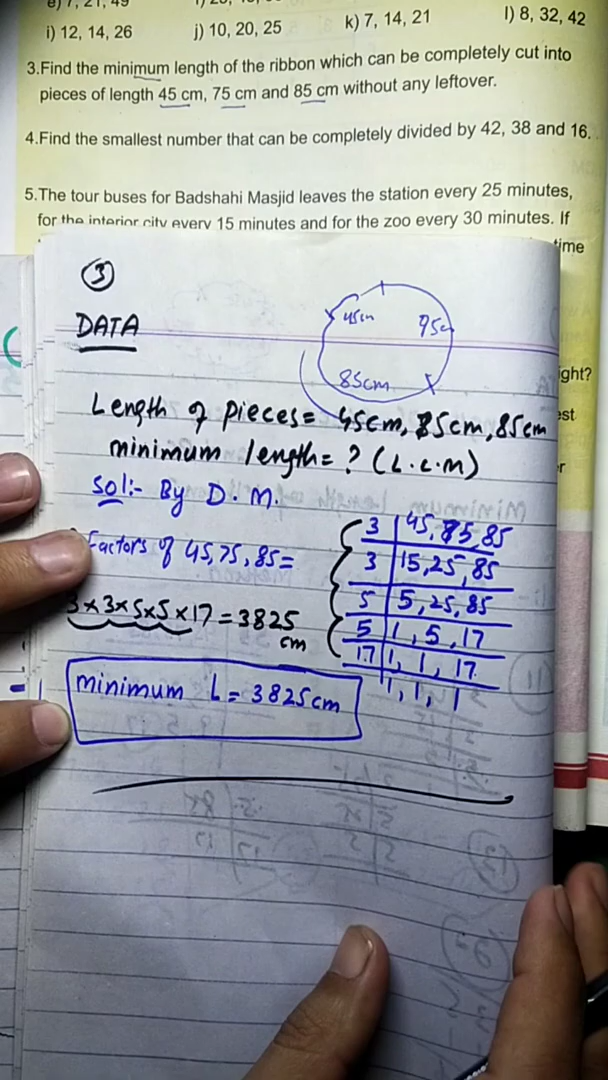 i) 12, 14, 26
j) 10, 20, 25
k) 7, 14, 21
l) 8, 32, 42
3.Find the minimum length of the ribbon which can be completely cut into
pieces of length 45 cm, 75 cm and 85 cm without any leftover.
4.Find the smallest number that can be completely divided by 42, 38 and 16.
5.The tour buses for Badshahi Masjid leaves the station every 25 minutes,
for the interior city every 15 minutes and for the zoo every 30 minutes. If
time
ght?
est
r
3
DATA
45cm
75cm
85cm
Length of pieces= 45cm, 75cm, 85cm
minimum length= ? (L.C.M)
Sol:- By D.M.
Factors of 45,75,85=
3×3×5×5×17=3825
cm
3 | 45,75,85
3 | 15,25,85
5 | 5,25,85
5 | 1,5,17
17 | 1,1,17
1,1,1
minimum L= 3825cm